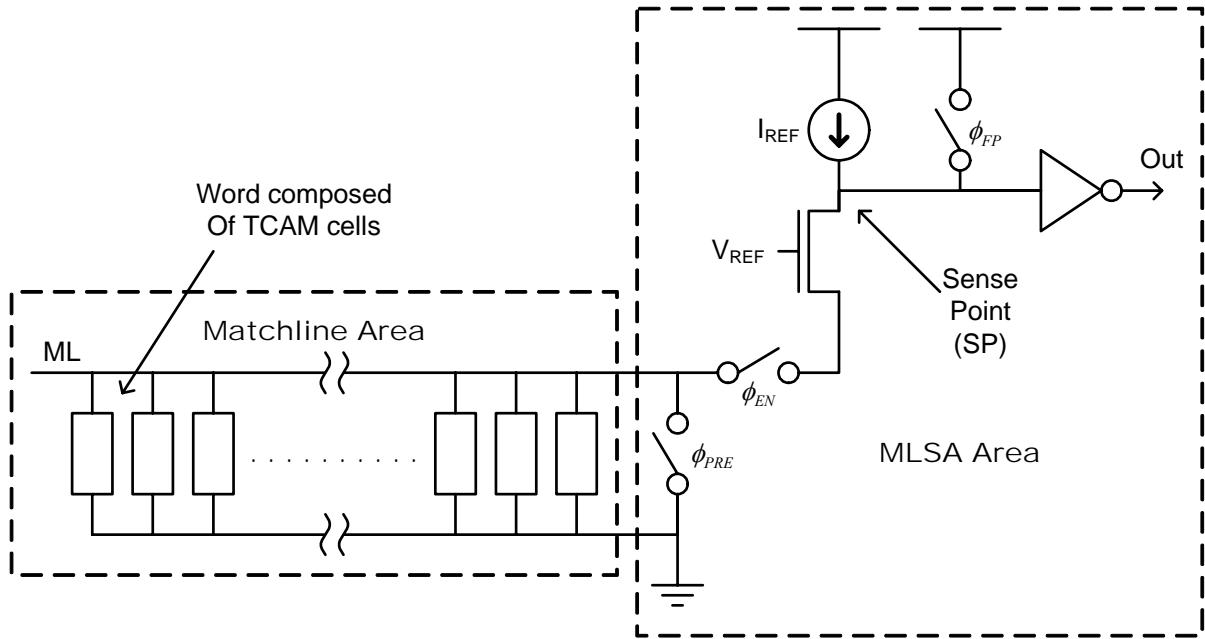 I_REF
ϕ_FP
Out
Word composed
Of TCAM cells
V_REF
Sense
Point
(SP)
Matchline Area
ML
ϕ_EN
ϕ_PRE
MLSA Area
. . . . . . . . . .